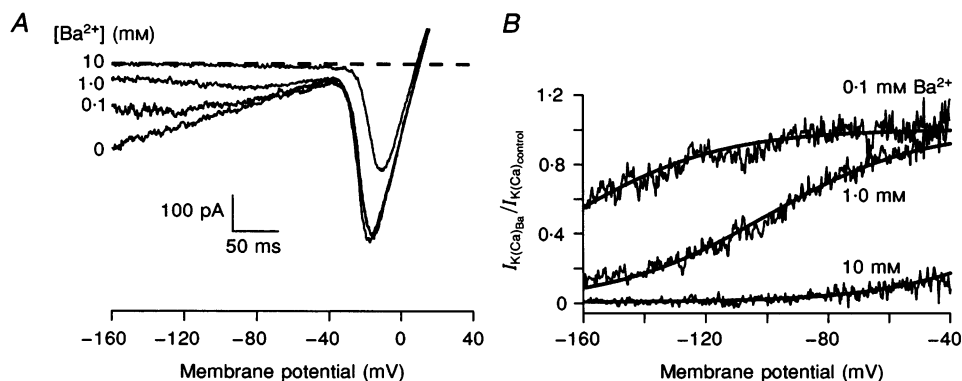 A
[Ba²⁺] (mM)
10
1·0
0·1
0
100 pA
50 ms
−160 −120 −80 −40 0 40
Membrane potential (mV)
B
0·1 mM Ba²⁺
1·2
0·8
0·4
0
1·0 mM
10 mM
I_K(Ca)Ba/I_K(Ca)control
−160 −120 −80 −40
Membrane potential (mV)